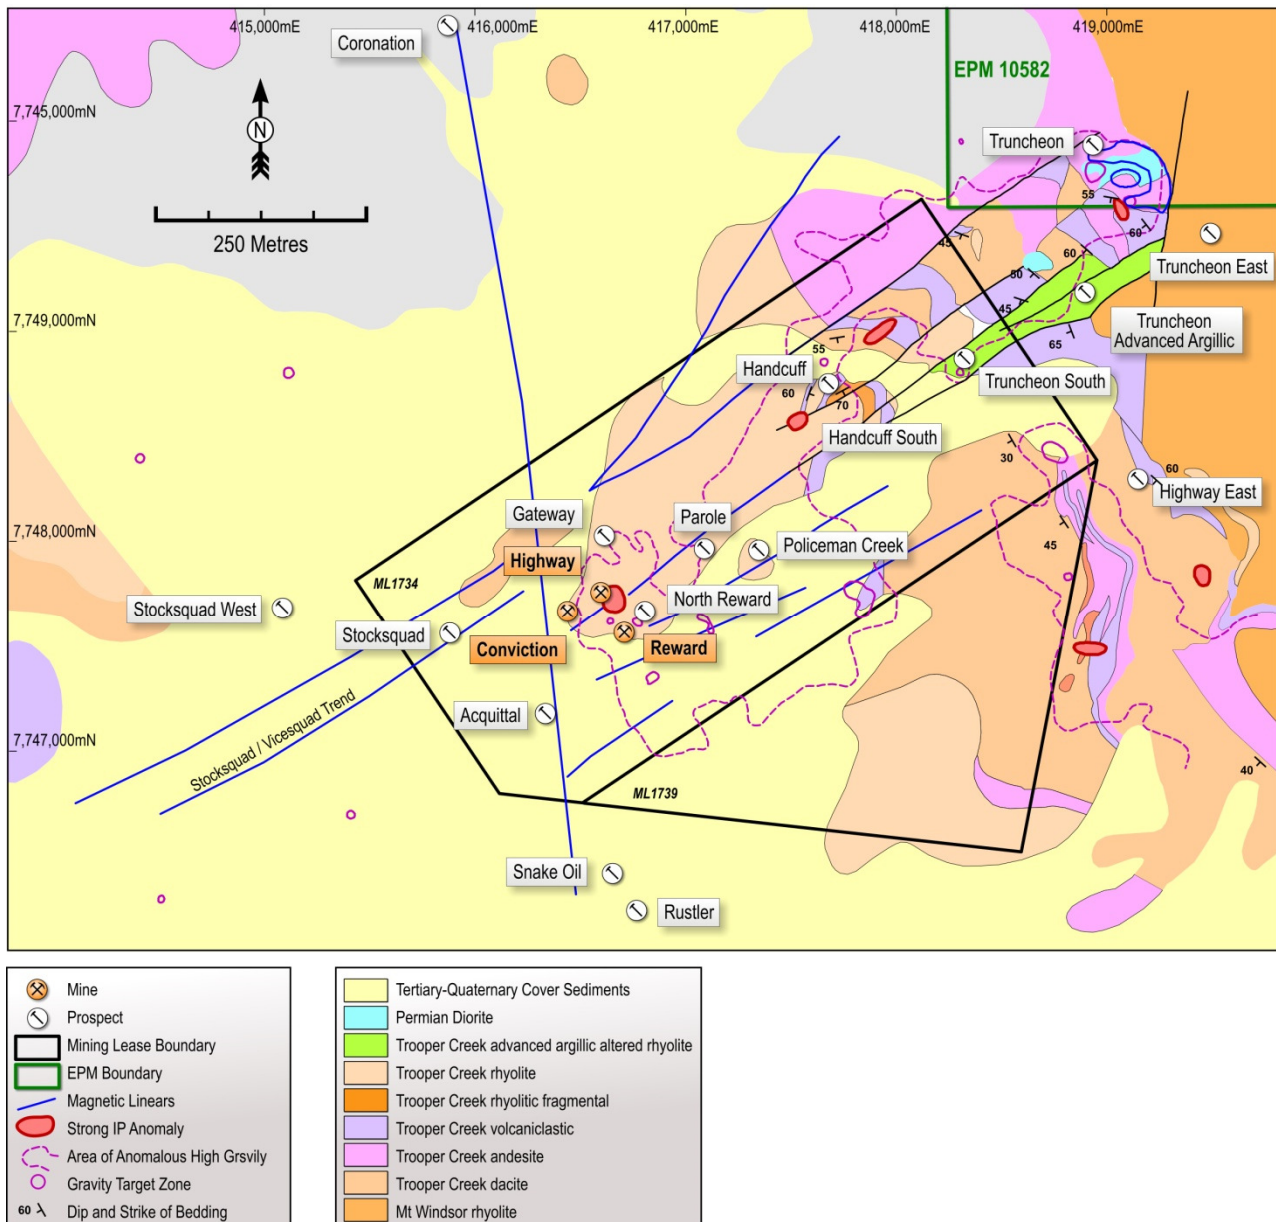 415,000mE
416,000mE
417,000mE
418,000mE
419,000mE
Coronation
EPM 10582
7,745,000mN
N
Truncheon
55
250 Metres
45
60
60
Truncheon East
50
7,749,000mN
45
Truncheon
Advanced Argillic
55
65
Handcuff
Truncheon South
60
70
Handcuff South
30
60
Highway East
Gateway
Parole
7,748,000mN
Policeman Creek
45
Highway
ML1734
Stocksquad West
North Reward
Stocksquad
Conviction
Reward
Acquittal
Stocksquad / Vicesquad Trend
7,747,000mN
40
ML1739
Snake Oil
Rustler
Mine
Prospect
Mining Lease Boundary
EPM Boundary
Magnetic Linears
Strong IP Anomaly
Area of Anomalous High Grsvily
Gravity Target Zone
60 Dip and Strike of Bedding
Tertiary-Quaternary Cover Sediments
Permian Diorite
Trooper Creek advanced argillic altered rhyolite
Trooper Creek rhyolite
Trooper Creek rhyolitic fragmental
Trooper Creek volcaniclastic
Trooper Creek andesite
Trooper Creek dacite
Mt Windsor rhyolite